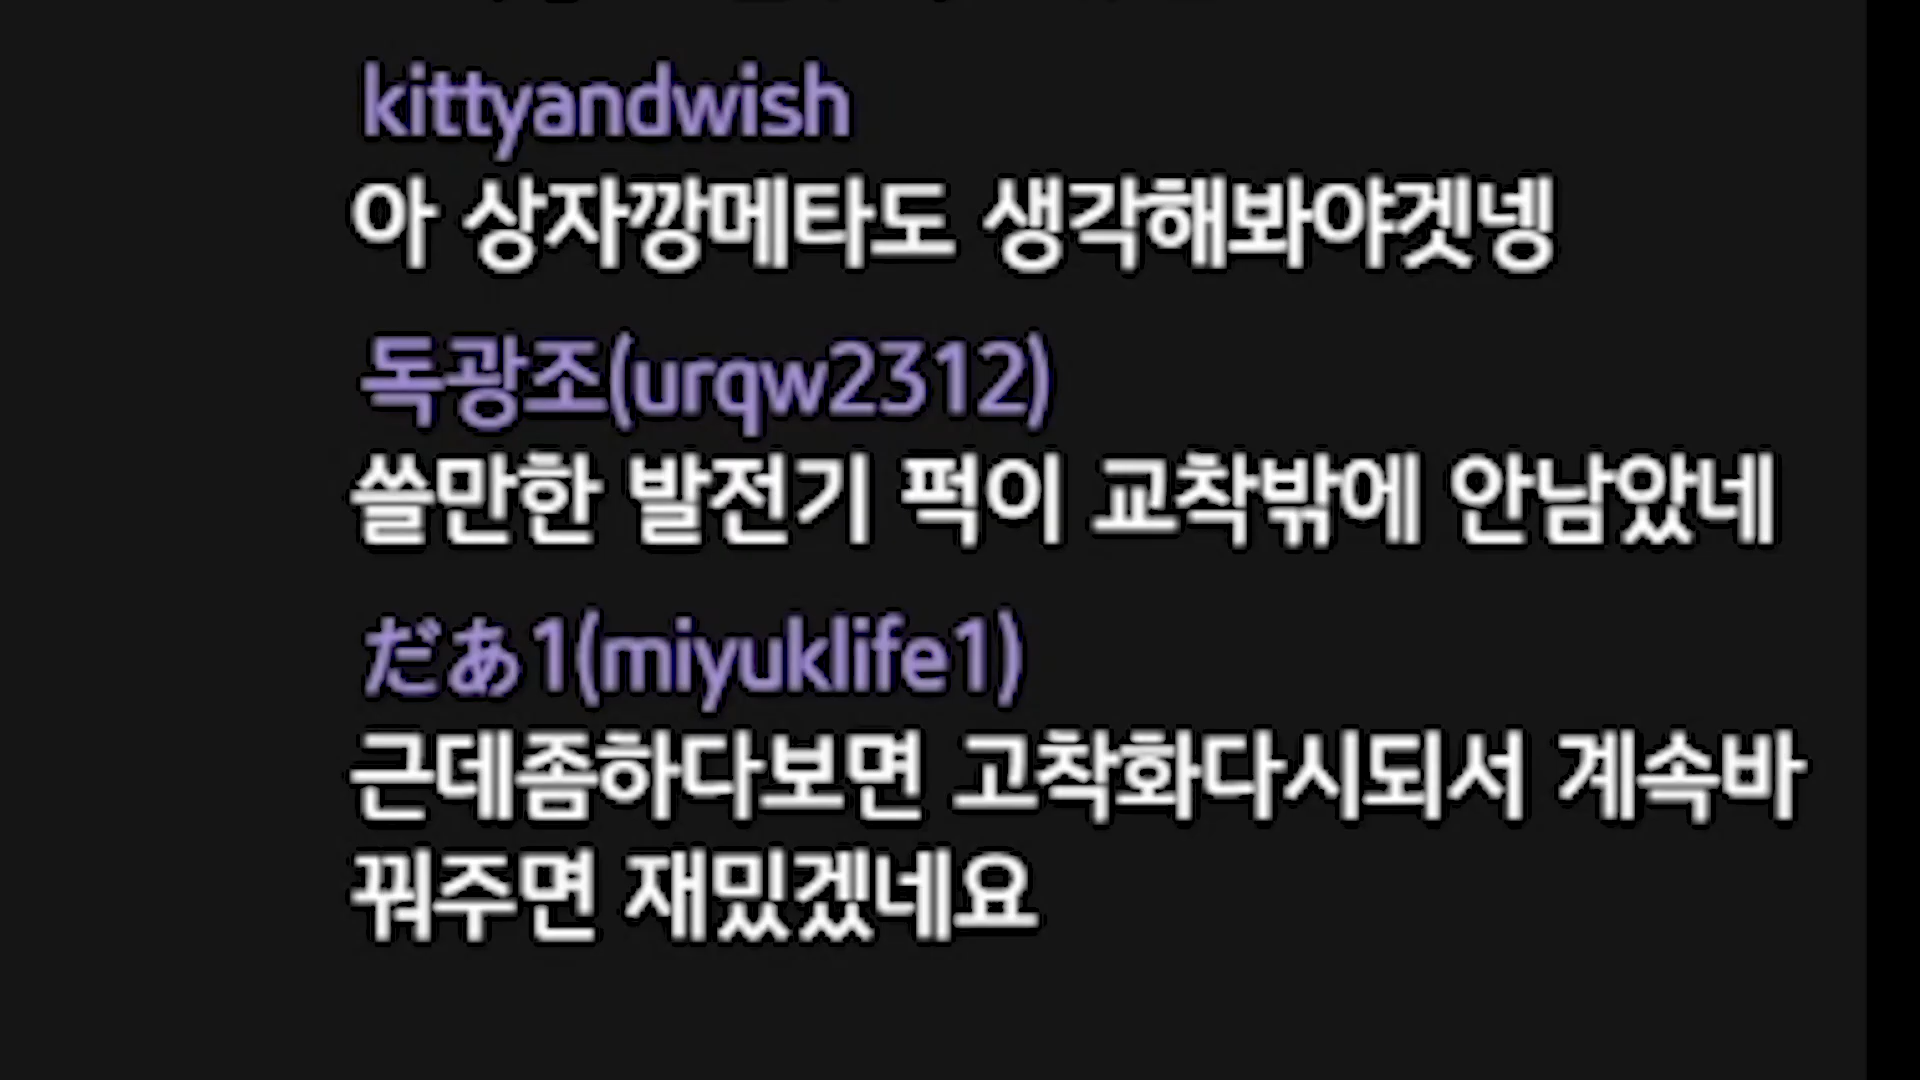 kittyandwish
아 상자깡메타도 생각해봐야겟넹
독광조(urqw2312)
쓸만한 발전기 퍽이 교착밖에 안남았네
だあ1(miyuklife1)
근데좀하다보면 고착화다시되서 계속바
꿔주면 재밌겠네요